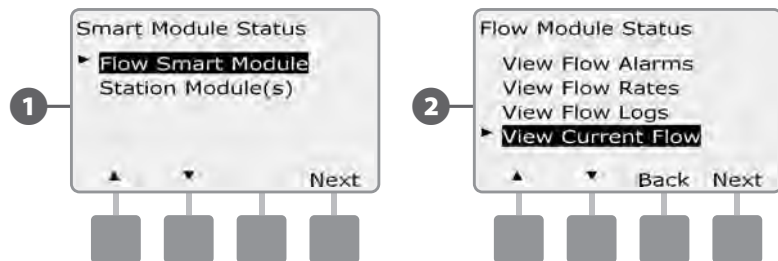 Smart Module Status
Flow Smart Module
Station Module(s)
Next
1
Flow Module Status
View Flow Alarms
View Flow Rates
View Flow Logs
View Current Flow
Back Next
2